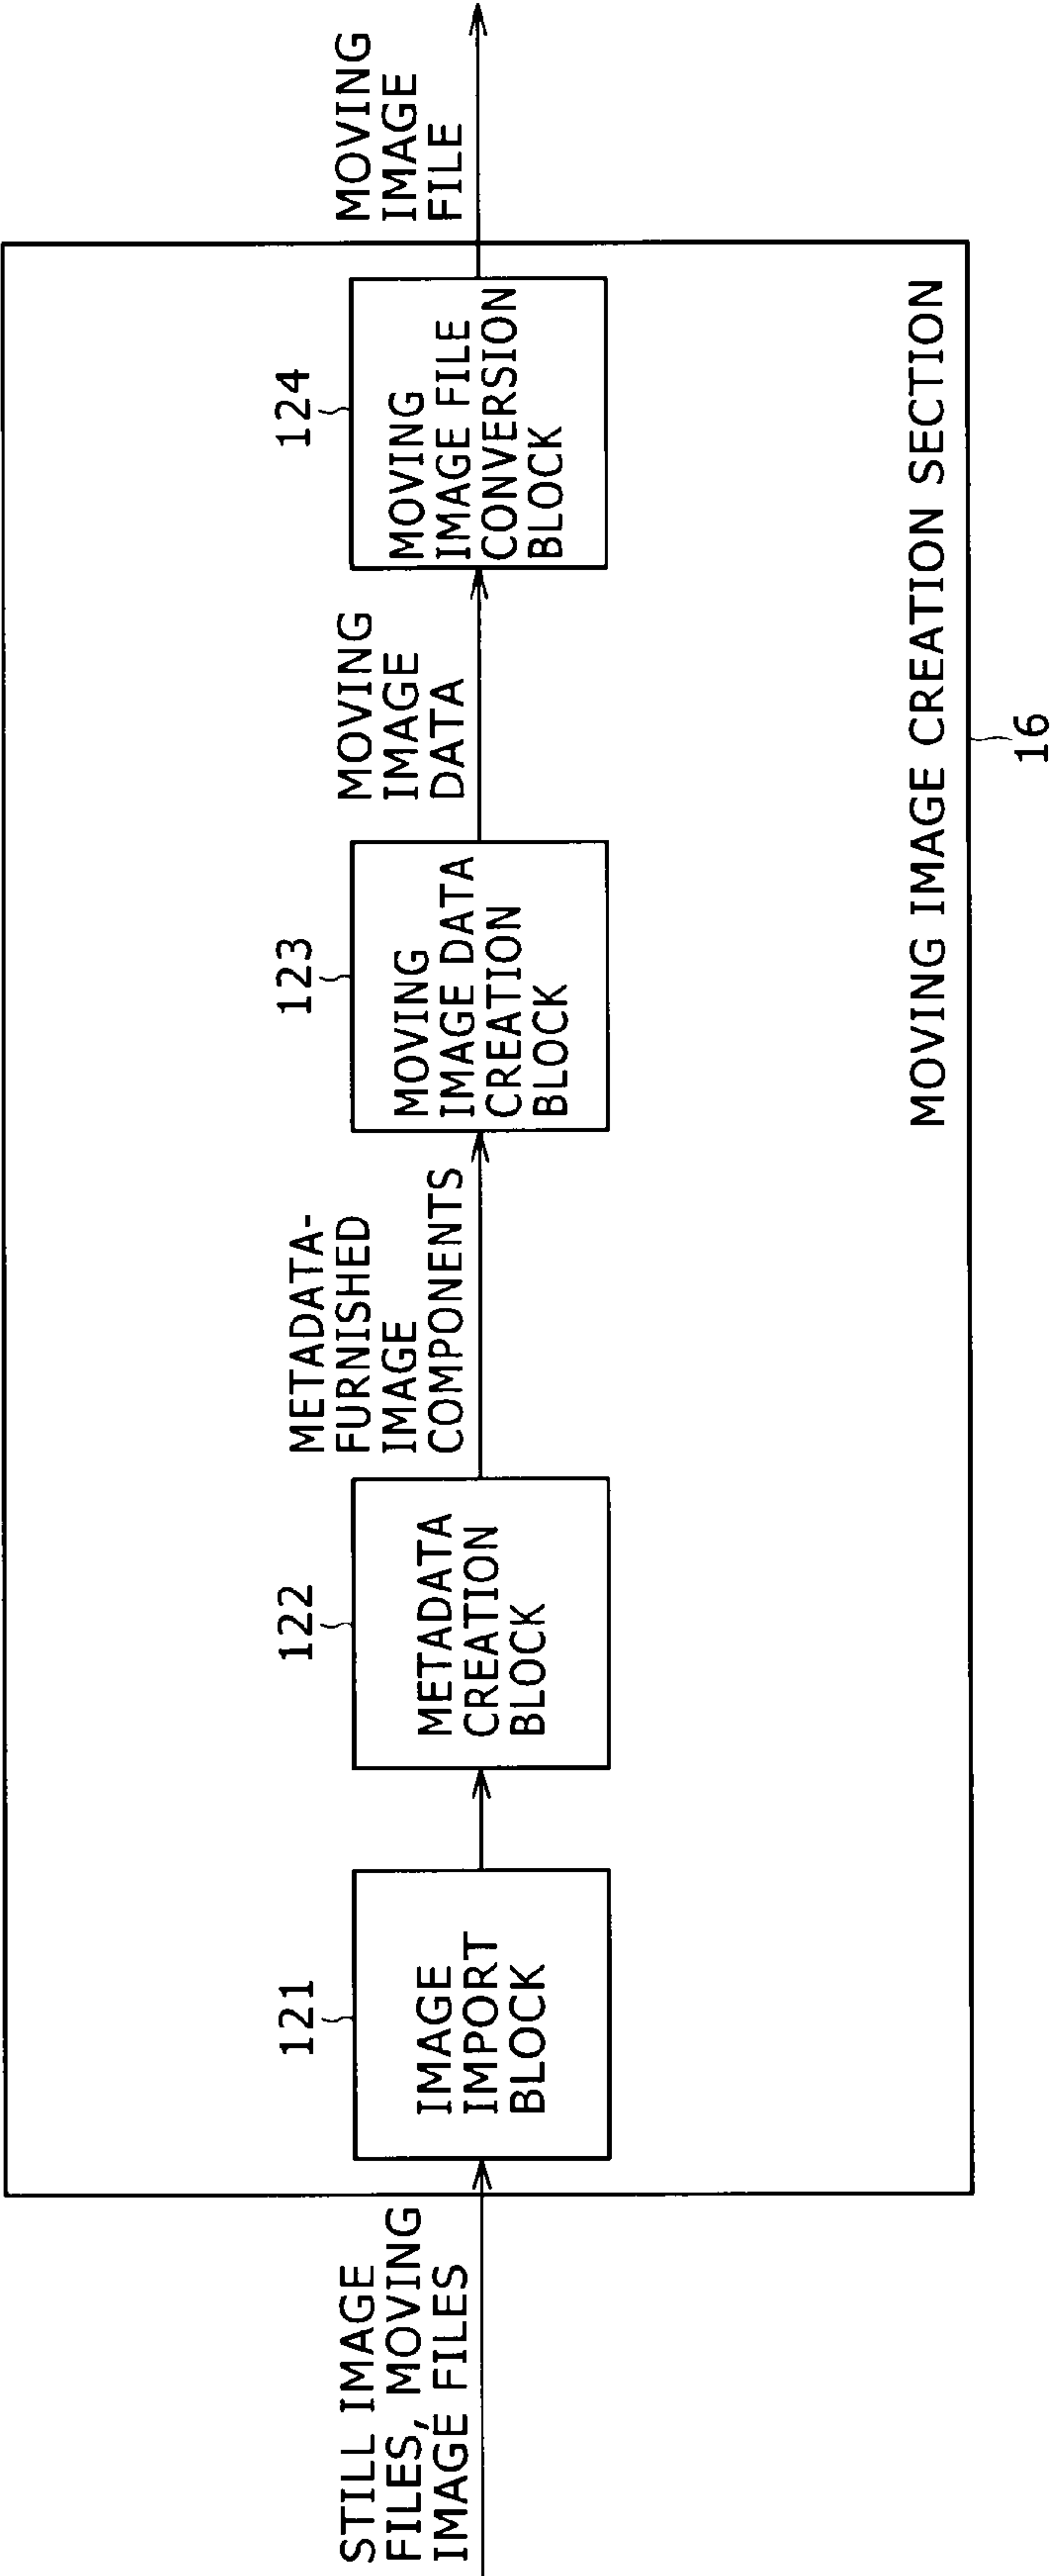 STILL IMAGE
FILES, MOVING
IMAGE FILES
121
IMAGE
IMPORT
BLOCK
122
METADATA
CREATION
BLOCK
METADATA-
FURNISHED
IMAGE
COMPONENTS
123
MOVING
IMAGE DATA
CREATION
BLOCK
MOVING
IMAGE
DATA
124
MOVING
IMAGE FILE
CONVERSION
BLOCK
MOVING
IMAGE
FILE
MOVING IMAGE CREATION SECTION
16